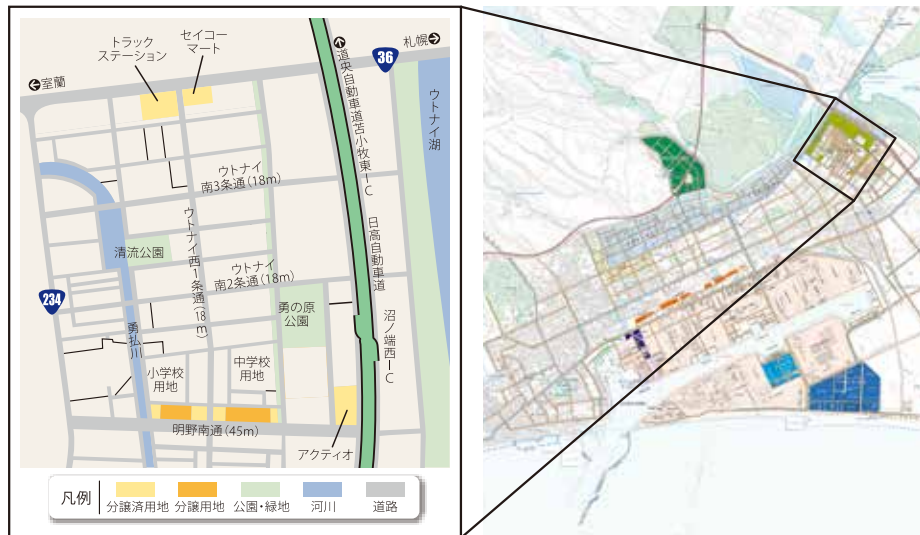 トラック
ステーション
セイコー
マート
札幌
36
室蘭
道央自動車道苫小牧東IC
ウトナイ湖
ウトナイ
南3条通(18m)
ウトナイ西1条通(18m)
日高自動車道
清流公園
ウトナイ
南2条通(18m)
234
勇の原
公園
沼ノ端西IC
勇払川
小学校
用地
中学校
用地
明野南通(45m)
アクティオ
凡例
分譲済用地
分譲用地
公園・緑地
河川
道路